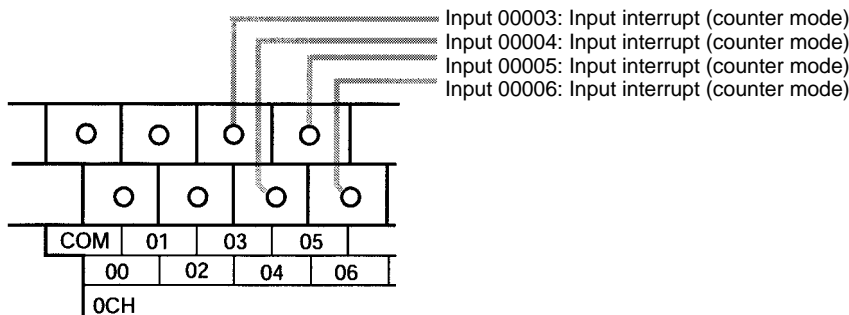 Input 00003: Input interrupt (counter mode)
Input 00004: Input interrupt (counter mode)
Input 00005: Input interrupt (counter mode)
Input 00006: Input interrupt (counter mode)
COM 01 03 05
00 02 04 06
0CH